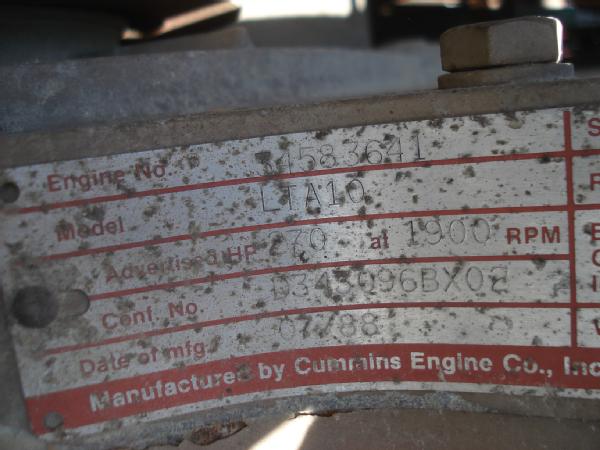 Engine No 34583641 S
Model LTA10 F
Advertised HP 270 at 1900 RPM E
Conf. No D343096BX02
Date of mfg 07/88
Manufactured by Cummins Engine Co., Inc